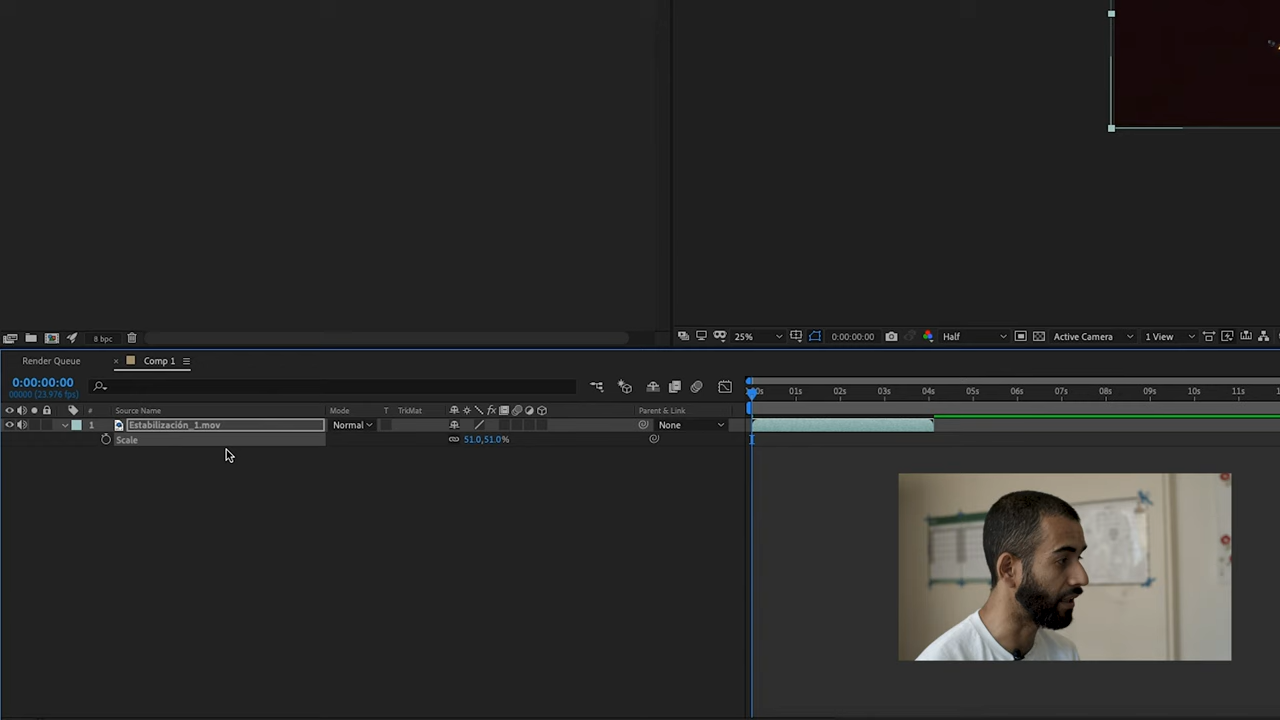 8 bpc
25%
0:00:00:00
Half
Active Camera
1 View
Render Queue
Comp 1
0:00:00:00
00000 (23.976 fps)
:00s 01s 02s 03s 04s 05s 06s 07s 08s 09s 10s 11s
# Source Name Mode T TrkMat Parent & Link
1 Estabilización_1.mov Normal None
Scale 51.0,51.0%